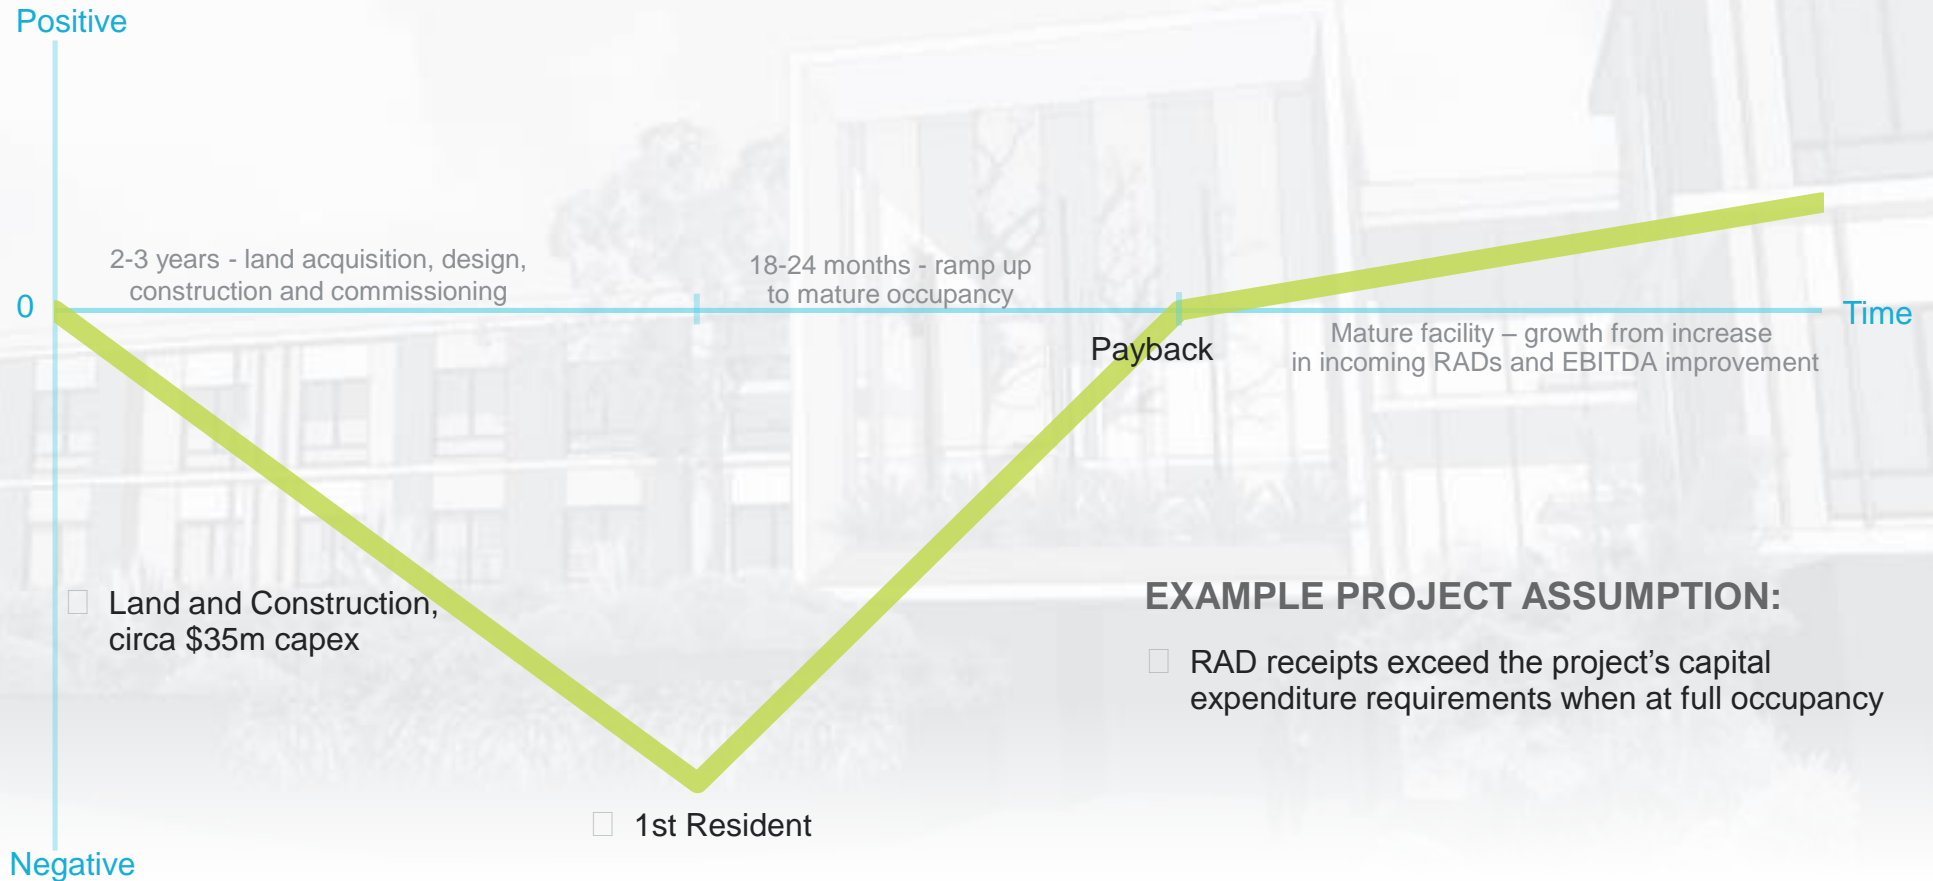 Positive
2-3 years - land acquisition, design,
construction and commissioning
18-24 months - ramp up
to mature occupancy
0
Time
Payback
Mature facility – growth from increase
in incoming RADs and EBITDA improvement
Land and Construction,
circa $35m capex
EXAMPLE PROJECT ASSUMPTION:
RAD receipts exceed the project’s capital
expenditure requirements when at full occupancy
1st Resident
Negative